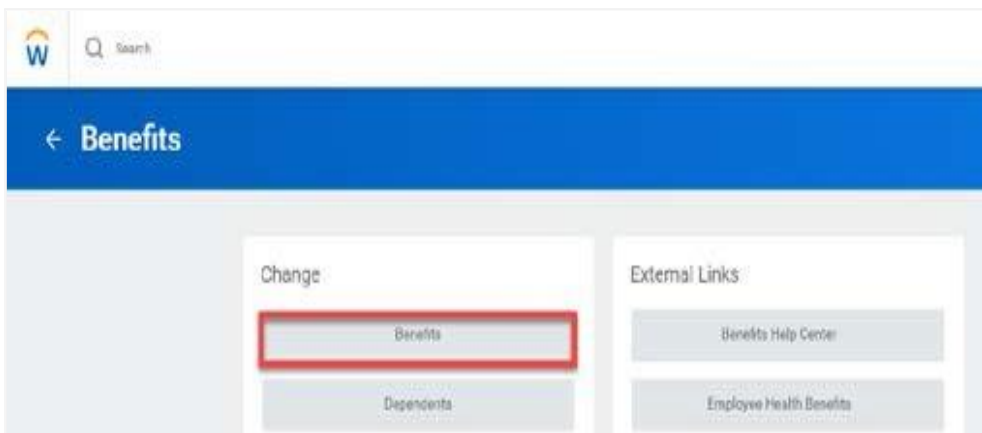 W
Search
← Benefits
Change
Benefits
Dependents
External Links
Benefits Help Center
Employee Health Benefits